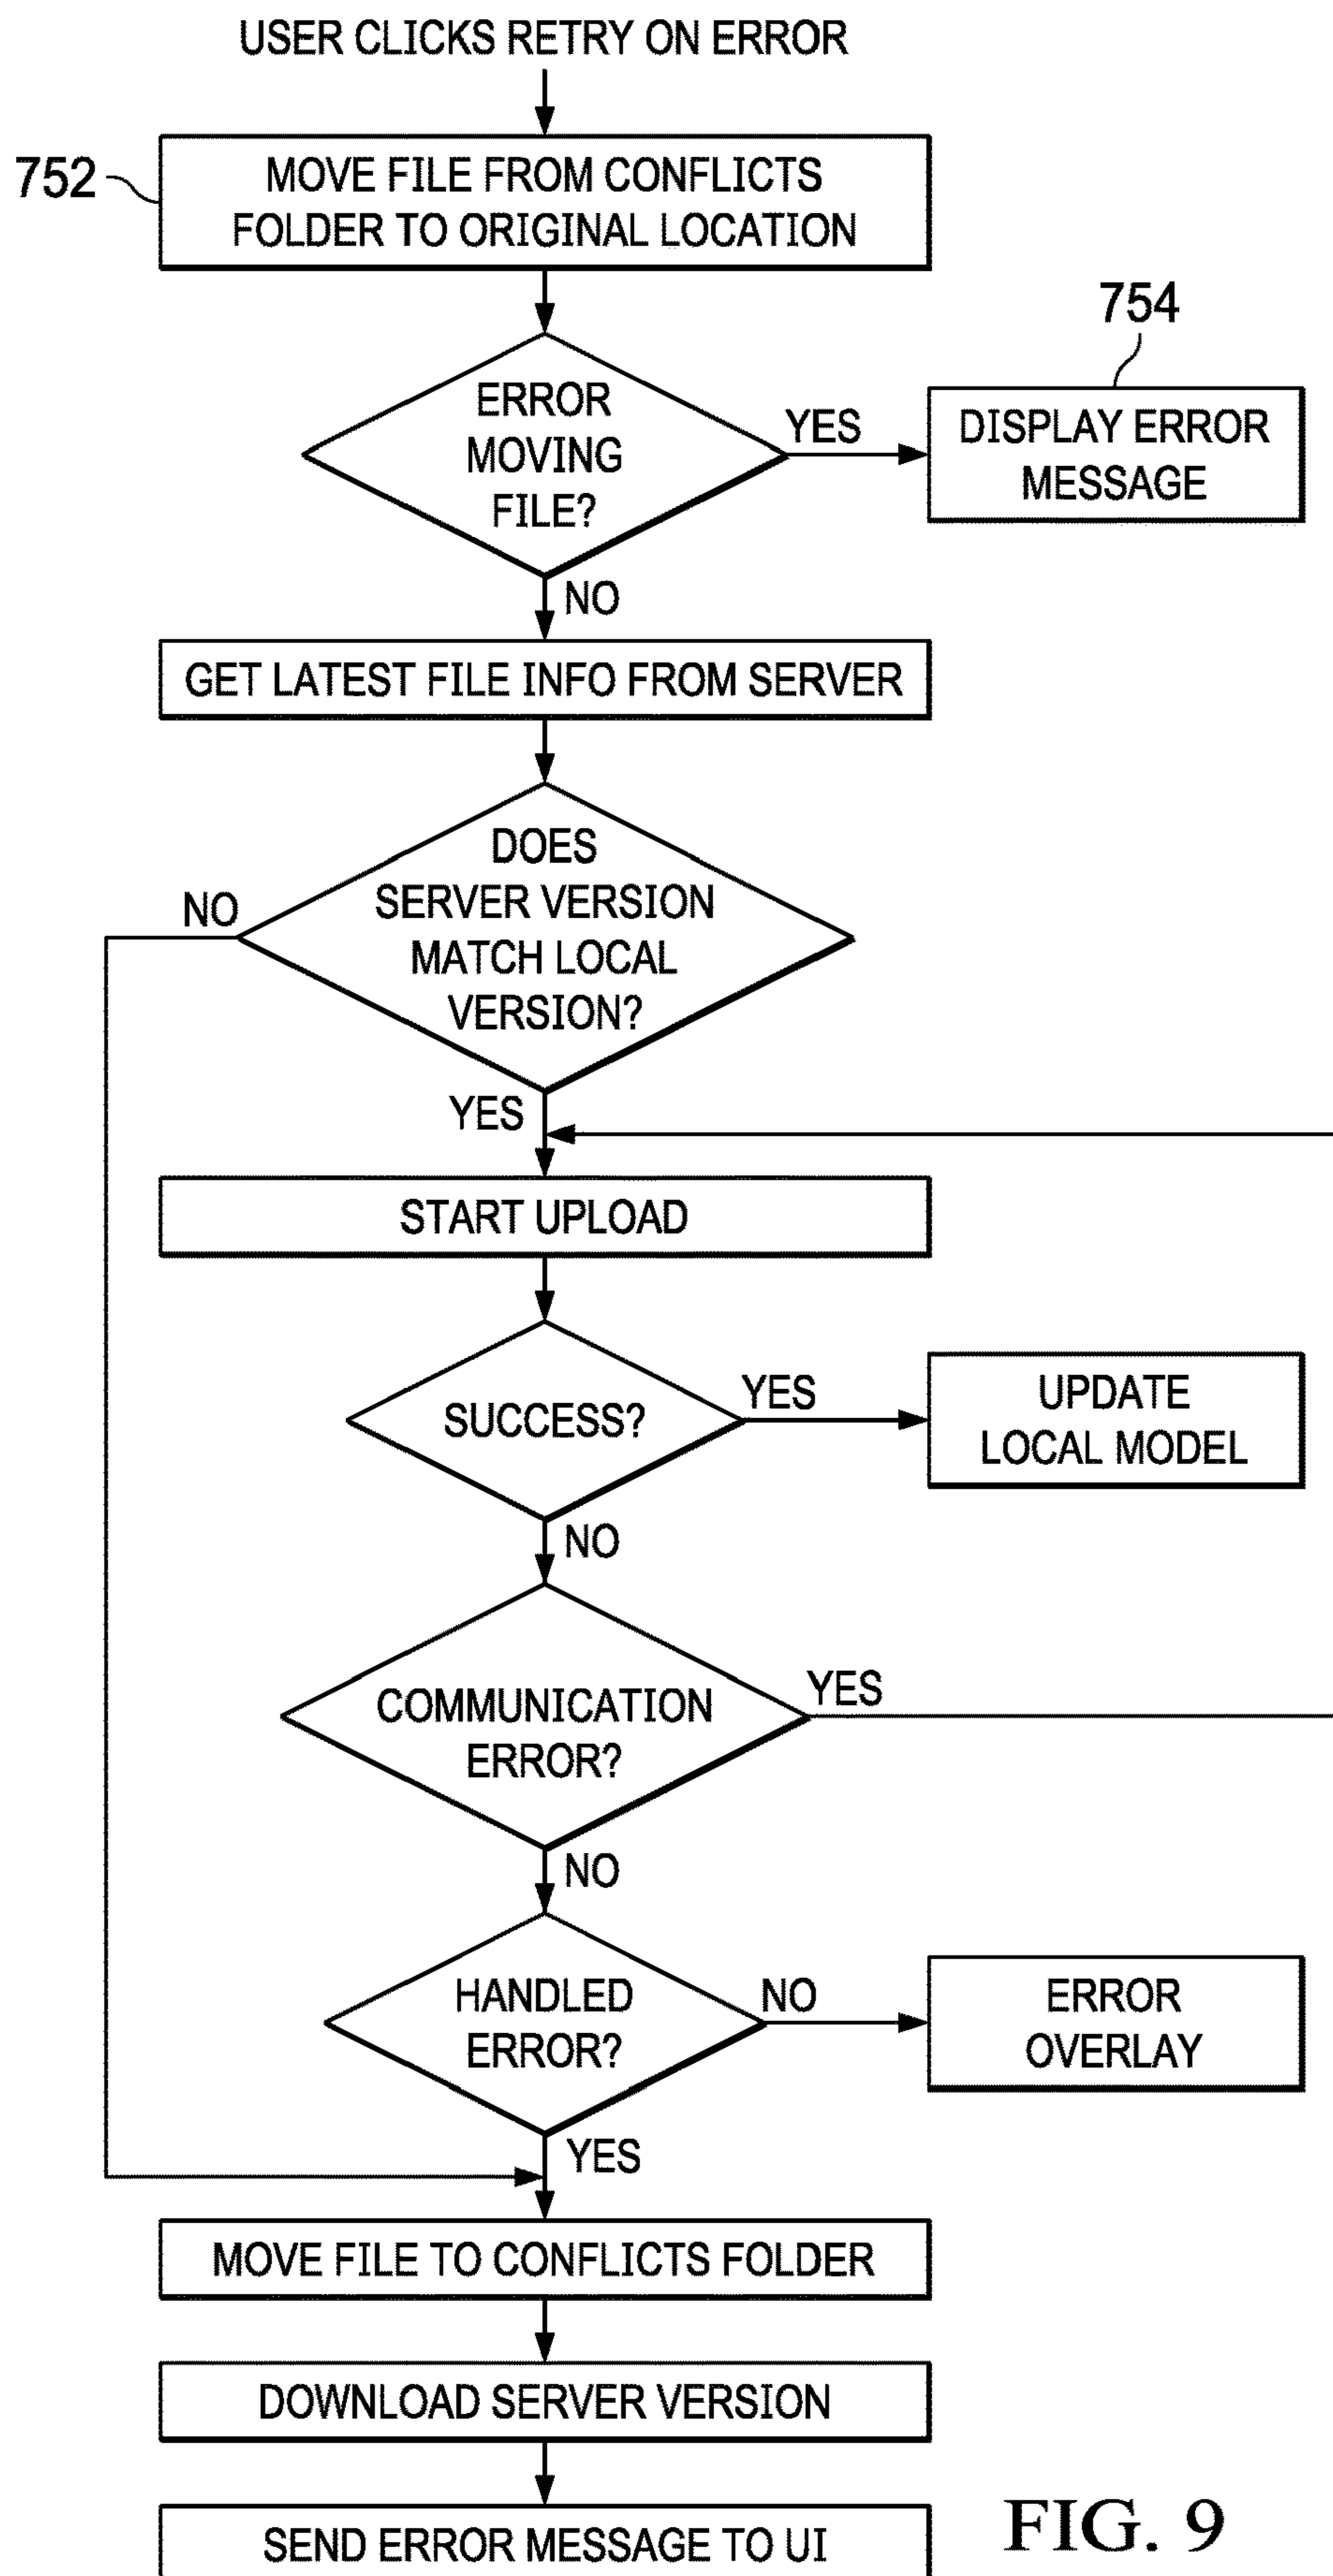 USER CLICKS RETRY ON ERROR
752
MOVE FILE FROM CONFLICTS
FOLDER TO ORIGINAL LOCATION
754
ERROR
MOVING
FILE?
YES
DISPLAY ERROR
MESSAGE
NO
GET LATEST FILE INFO FROM SERVER
DOES
SERVER VERSION
MATCH LOCAL
VERSION?
NO
YES
START UPLOAD
SUCCESS?
YES
UPDATE
LOCAL MODEL
NO
COMMUNICATION
ERROR?
YES
NO
HANDLED
ERROR?
NO
ERROR
OVERLAY
YES
MOVE FILE TO CONFLICTS FOLDER
DOWNLOAD SERVER VERSION
SEND ERROR MESSAGE TO UI
FIG. 9